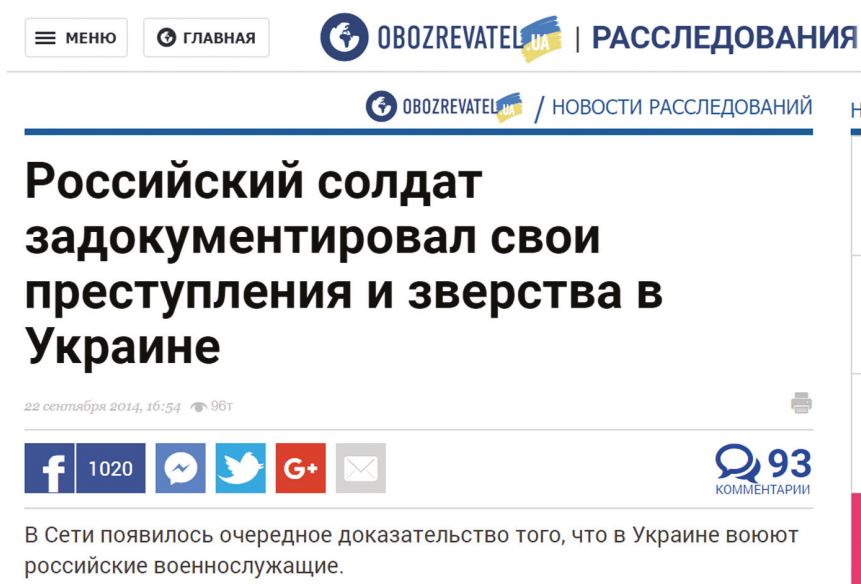 МЕНЮ
ГЛАВНАЯ
OBOZREVATEL.UA | РАССЛЕДОВАНИЯ
OBOZREVATEL.UA / НОВОСТИ РАССЛЕДОВАНИЙ
Н
Российский солдат
задокументировал свои
преступления и зверства в
Украине
22 сентября 2014, 16:54 96т
f 1020
G+
93
КОММЕНТАРИИ
В Сети появилось очередное доказательство того, что в Украине воюют
российские военнослужащие.